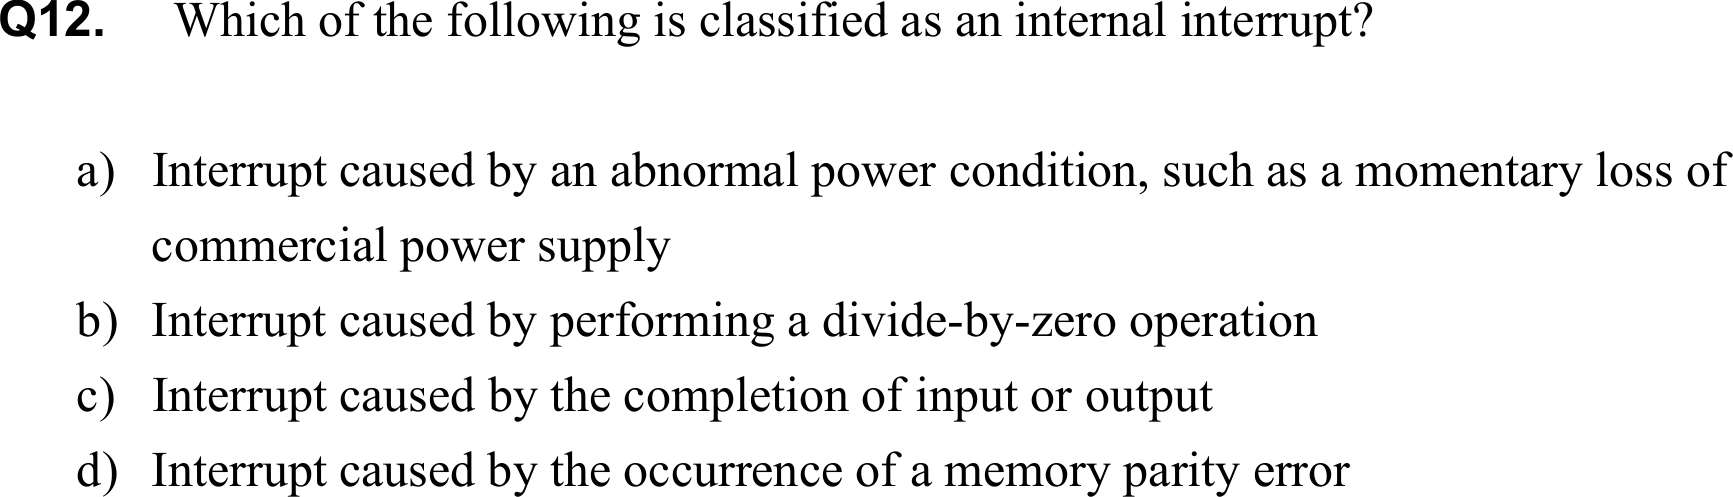 Q12. Which of the following is classified as an internal interrupt?
a) Interrupt caused by an abnormal power condition, such as a momentary loss of
commercial power supply
b) Interrupt caused by performing a divide-by-zero operation
c) Interrupt caused by the completion of input or output
d) Interrupt caused by the occurrence of a memory parity error